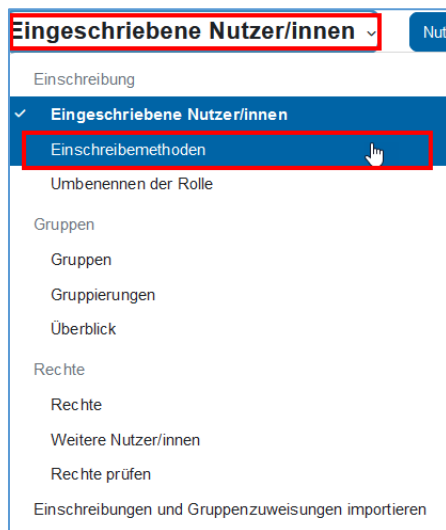 Eingeschriebene Nutzer/innen
Nut
Einschreibung
Eingeschriebene Nutzer/innen
Einschreibemethoden
Umbenennen der Rolle
Gruppen
Gruppen
Gruppierungen
Überblick
Rechte
Rechte
Weitere Nutzer/innen
Rechte prüfen
Einschreibungen und Gruppenzuweisungen importieren